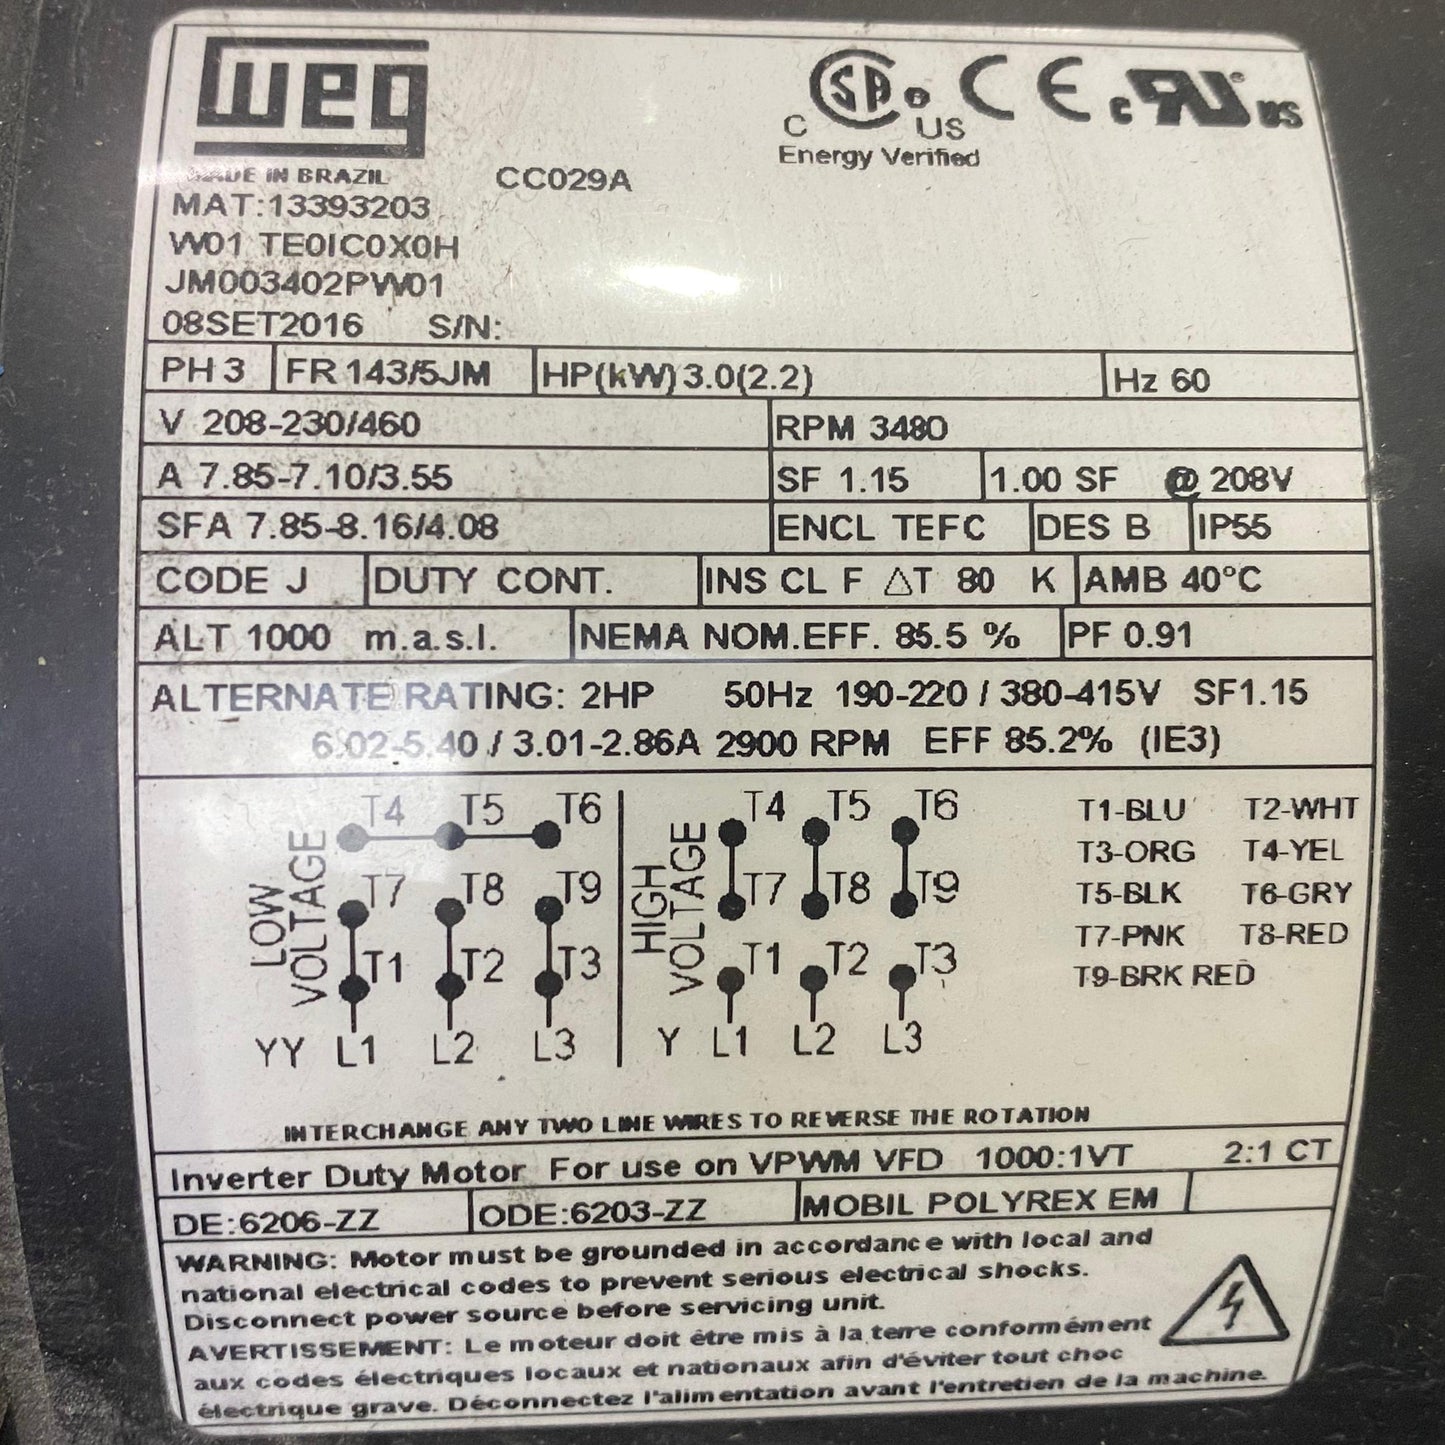 WEG
C CSA ® US CE c RU ® us
Energy Verified
MADE IN BRAZIL CC029A
MAT:13393203
W01 TE0IC0X0H
JM003402PW01
08SET2016 S/N:
PH 3 FR 143/5JM HP(kW)3.0(2.2) Hz 60
V 208-230/460 RPM 3480
A 7.85-7.10/3.55 SF 1.15 1.00 SF @ 208V
SFA 7.85-8.16/4.08 ENCL TEFC DES B IP55
CODE J DUTY CONT. INS CL F △T 80 K AMB 40°C
ALT 1000 m.a.s.l. NEMA NOM.EFF. 85.5 % PF 0.91
ALTERNATE RATING: 2HP 50Hz 190-220 / 380-415V SF1.15
6.02-5.40 / 3.01-2.86A 2900 RPM EFF 85.2% (IE3)
LOW
VOLTAGE
T4 T5 T6
T7 T8 T9
T1 T2 T3
YY L1 L2 L3
HIGH
VOLTAGE
T4 T5 T6
T7 T8 T9
T1 T2 T3
Y L1 L2 L3
T1-BLU T2-WHT
T3-ORG T4-YEL
T5-BLK T6-GRY
T7-PNK T8-RED
T9-BRK RED
INTERCHANGE ANY TWO LINE WIRES TO REVERSE THE ROTATION
Inverter Duty Motor For use on VPWM VFD 1000:1VT 2:1 CT
DE:6206-ZZ ODE:6203-ZZ MOBIL POLYREX EM
WARNING: Motor must be grounded in accordance with local and
national electrical codes to prevent serious electrical shocks.
Disconnect power source before servicing unit.
AVERTISSEMENT: Le moteur doit être mis à la terre conformément
aux codes électriques locaux et nationaux afin d'éviter tout choc
électrique grave. Déconnectez l'alimentation avant l'entretien de la machine.